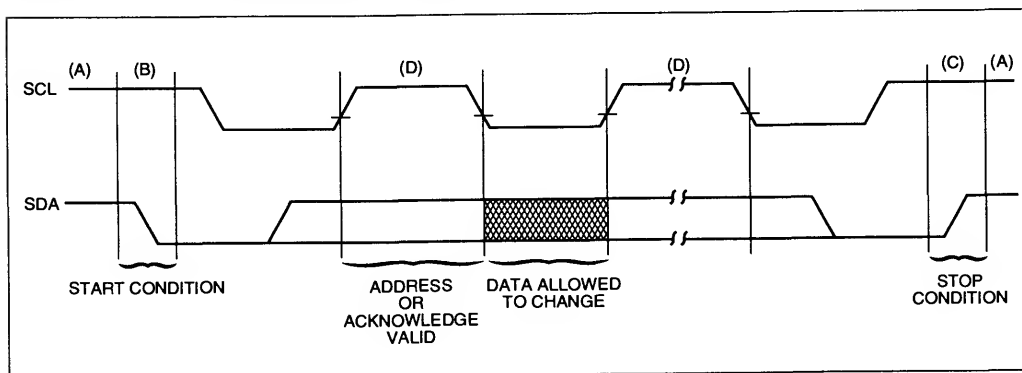 (A) (B) (D) (D) (C) (A)
SCL
SDA
START CONDITION
ADDRESS
OR
ACKNOWLEDGE
VALID
DATA ALLOWED
TO CHANGE
STOP
CONDITION